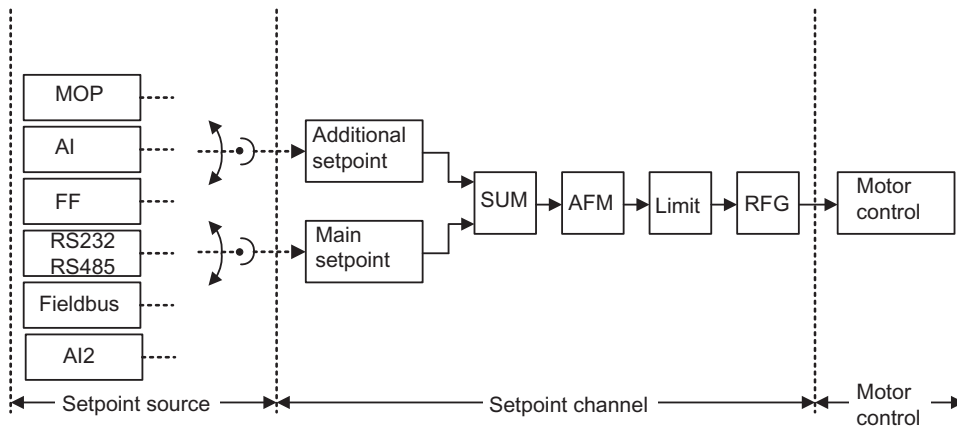 MOP
AI
FF
RS232
RS485
Fieldbus
AI2
Additional
setpoint
Main
setpoint
SUM
AFM
Limit
RFG
Motor
control
Setpoint source
Setpoint channel
Motor
control